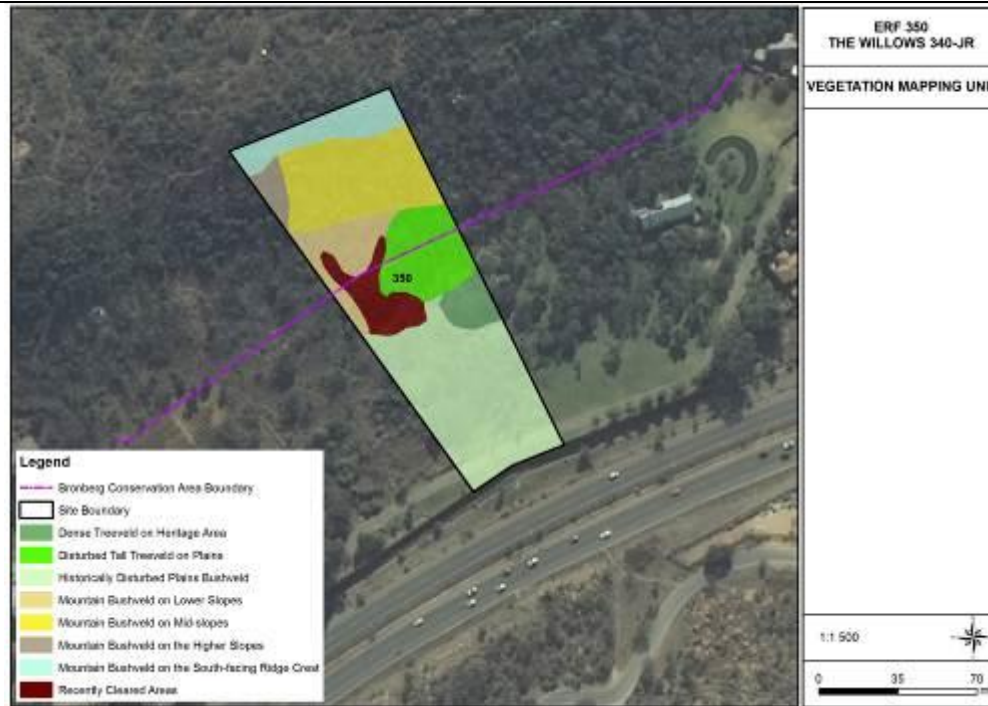 ERF 350
THE WILLOWS 340-JR
VEGETATION MAPPING UNI
350
Legend
Bronberg Conservation Area Boundary
Site Boundary
Dense Treeveld on Heritage Area
Disturbed Tall Treeveld on Plains
Historically Disturbed Plains Bushveld
Mountain Bushveld on Lower Slopes
Mountain Bushveld on Mid-slopes
Mountain Bushveld on the Higher Slopes
Mountain Bushveld on the South-facing Ridge Crest
Recently Cleared Areas
1:1 500
0 35 70
m